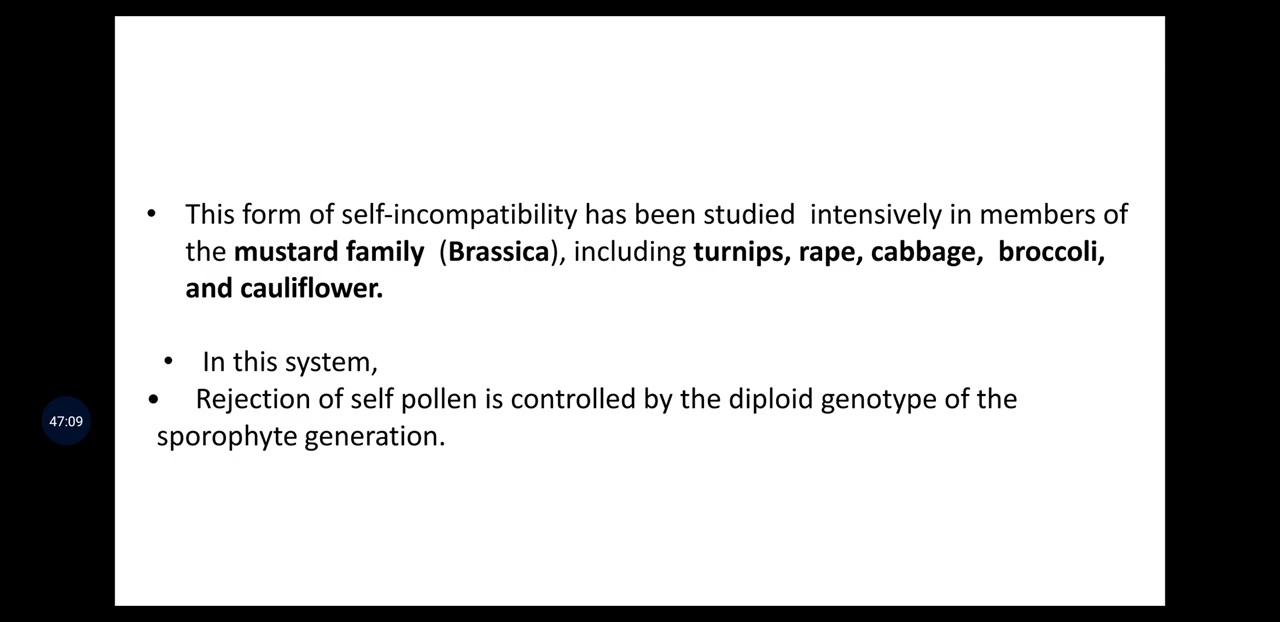 • This form of self-incompatibility has been studied  intensively in members of
the mustard family  (Brassica), including turnips, rape, cabbage,  broccoli,
and cauliflower.
• In this system,
• Rejection of self pollen is controlled by the diploid genotype of the
47:09
sporophyte generation.